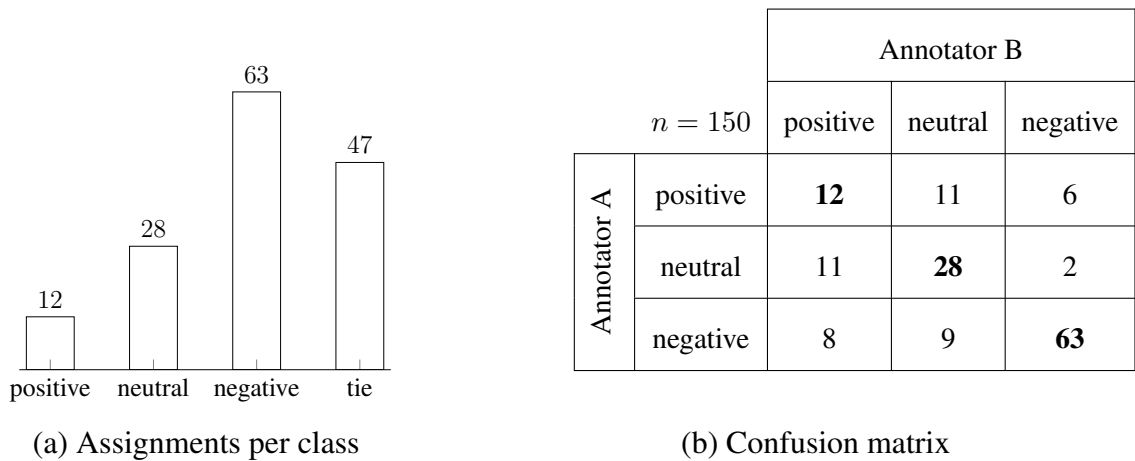 63
47
28
12
positive neutral negative tie
(a) Assignments per class
Annotator B
n = 150 positive neutral negative
Annotator A
positive 12 11 6
neutral 11 28 2
negative 8 9 63
(b) Confusion matrix